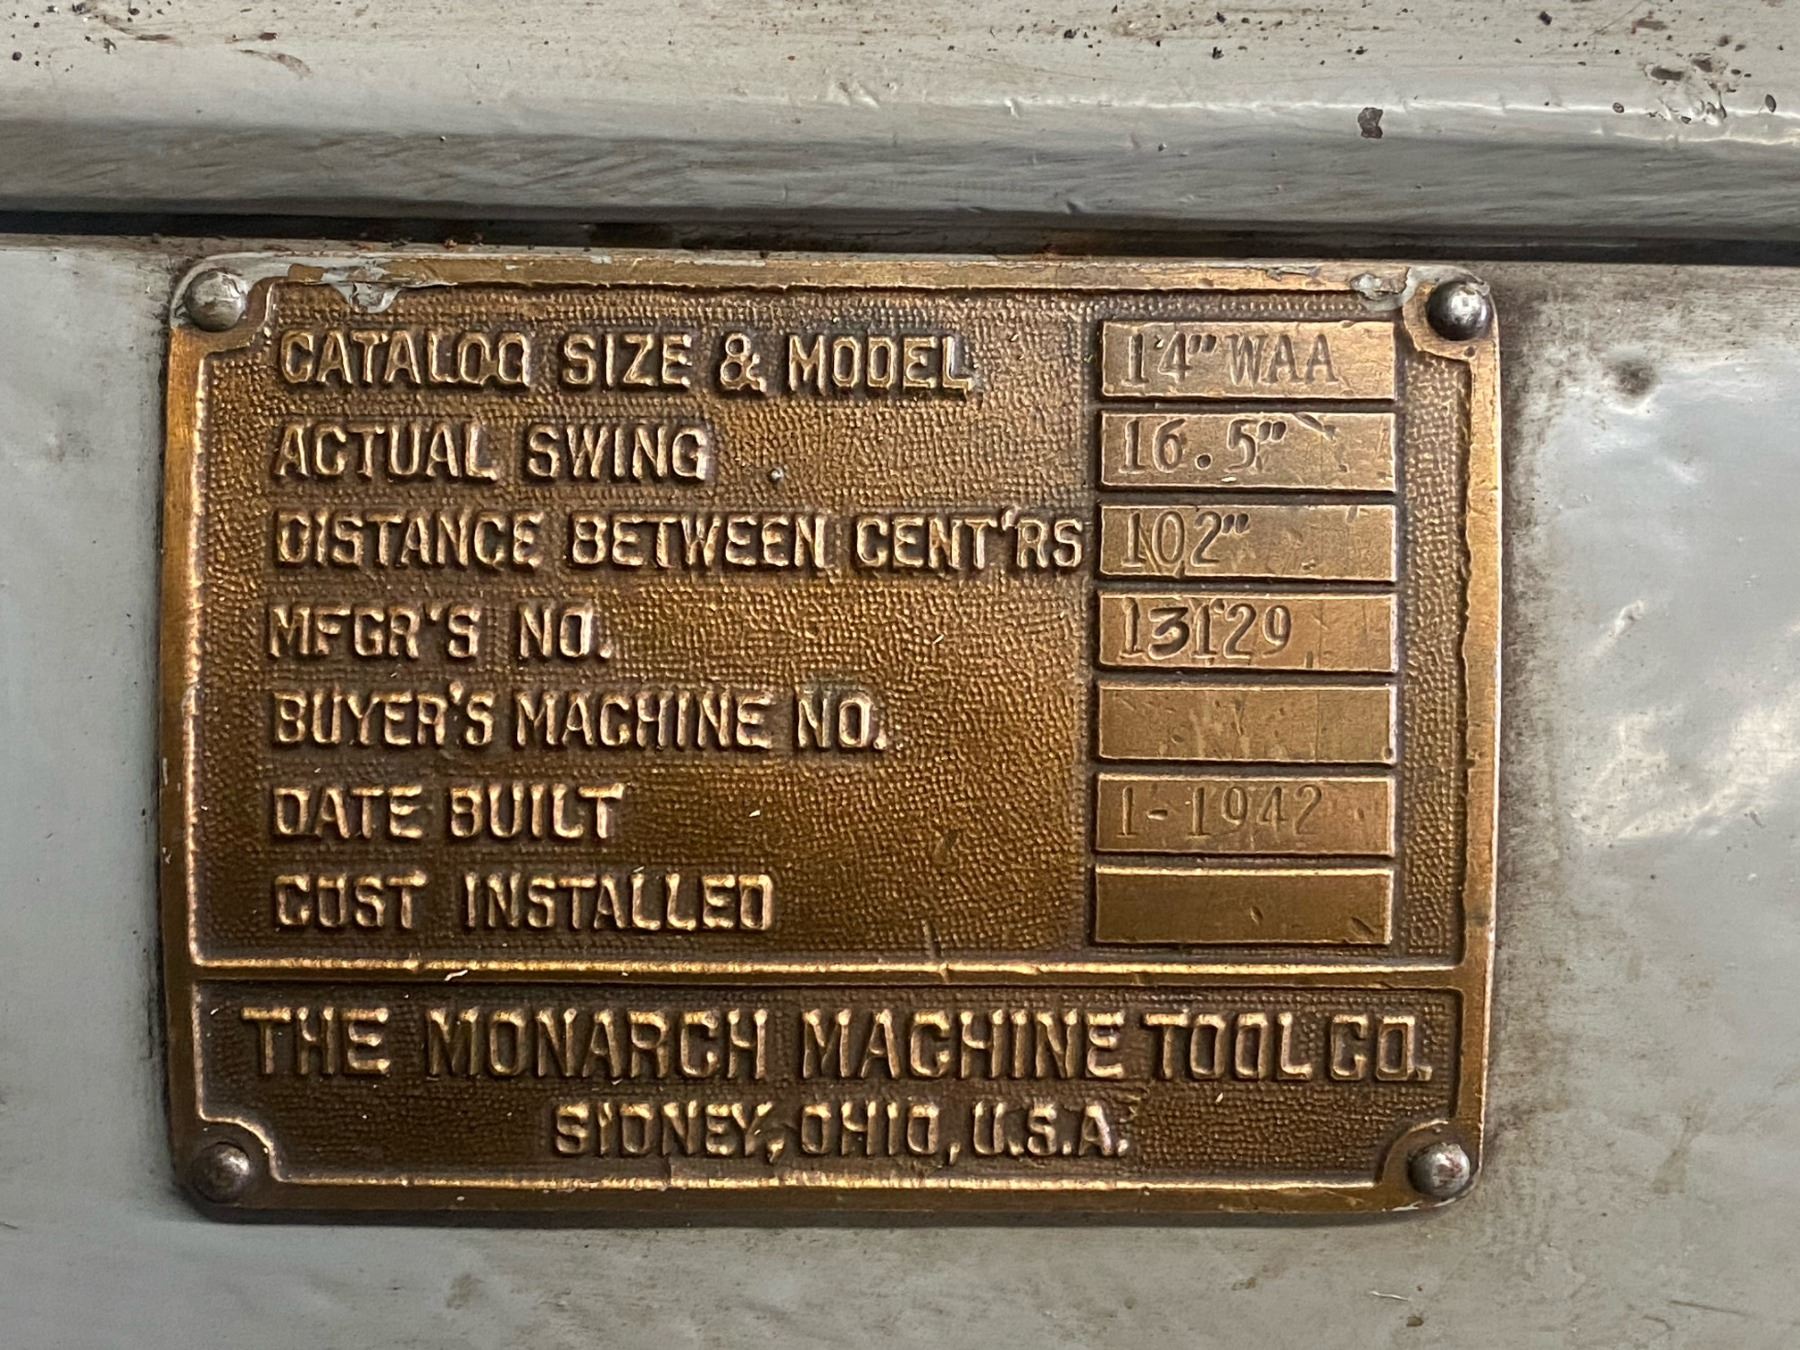 CATALOG SIZE & MODEL 14" WAA
ACTUAL SWING 16.5"
DISTANCE BETWEEN CENT'RS 102"
MFGR'S NO. 13129
BUYER'S MACHINE NO.
DATE BUILT 1-1942
COST INSTALLED
THE MONARCH MACHINE TOOL CO.
SIDNEY, OHIO, U.S.A.